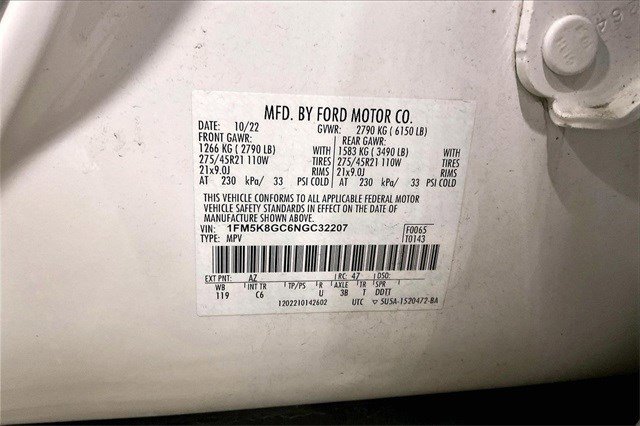 MFD. BY FORD MOTOR CO.
DATE: 10/22 GVWR: 2790 KG ( 6150 LB)
FRONT GAWR: REAR GAWR:
1266 KG ( 2790 LB) WITH 1583 KG ( 3490 LB) WITH
275/45R21 110W TIRES 275/45R21 110W TIRES
21x9.0J RIMS 21x9.0J RIMS
AT 230 kPa/ 33 PSI COLD AT 230 kPa/ 33 PSI COLD
THIS VEHICLE CONFORMS TO ALL APPLICABLE FEDERAL MOTOR
VEHICLE SAFETY STANDARDS IN EFFECT ON THE DATE OF
MANUFACTURE SHOWN ABOVE.
VIN: 1FM5K8GC6NGC32207 F0065
TYPE: MPV T0143
EXT PNT: AZ RC: 47 DSO:
WB INT TR TP/PS R AXLE TR SPR
119 C6 U 3B T DDTT
1202210142602 UTC ▽ 5U5A-1520472-BA